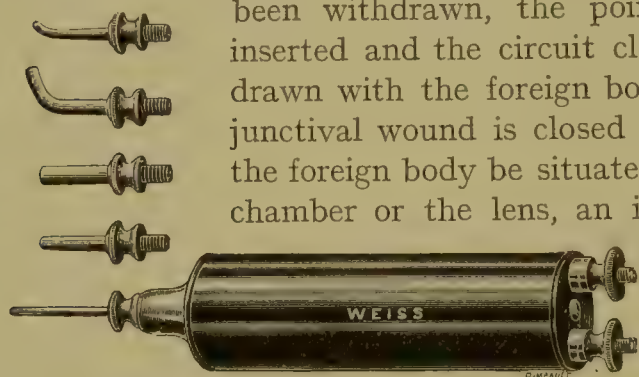 been withdrawn, the poi
inserted and the circuit cl
drawn with the foreign bo
junctival wound is closed
the foreign body be situate
chamber or the lens, an i
WEISS